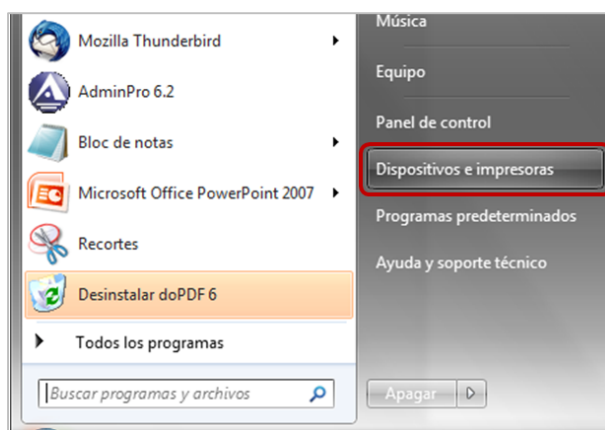 Mozilla Thunderbird
AdminPro 6.2
Bloc de notas
Microsoft Office PowerPoint 2007
Recortes
Desinstalar doPDF 6
Todos los programas
Buscar programas y archivos
Música
Equipo
Panel de control
Dispositivos e impresoras
Programas predeterminados
Ayuda y soporte técnico
Apagar